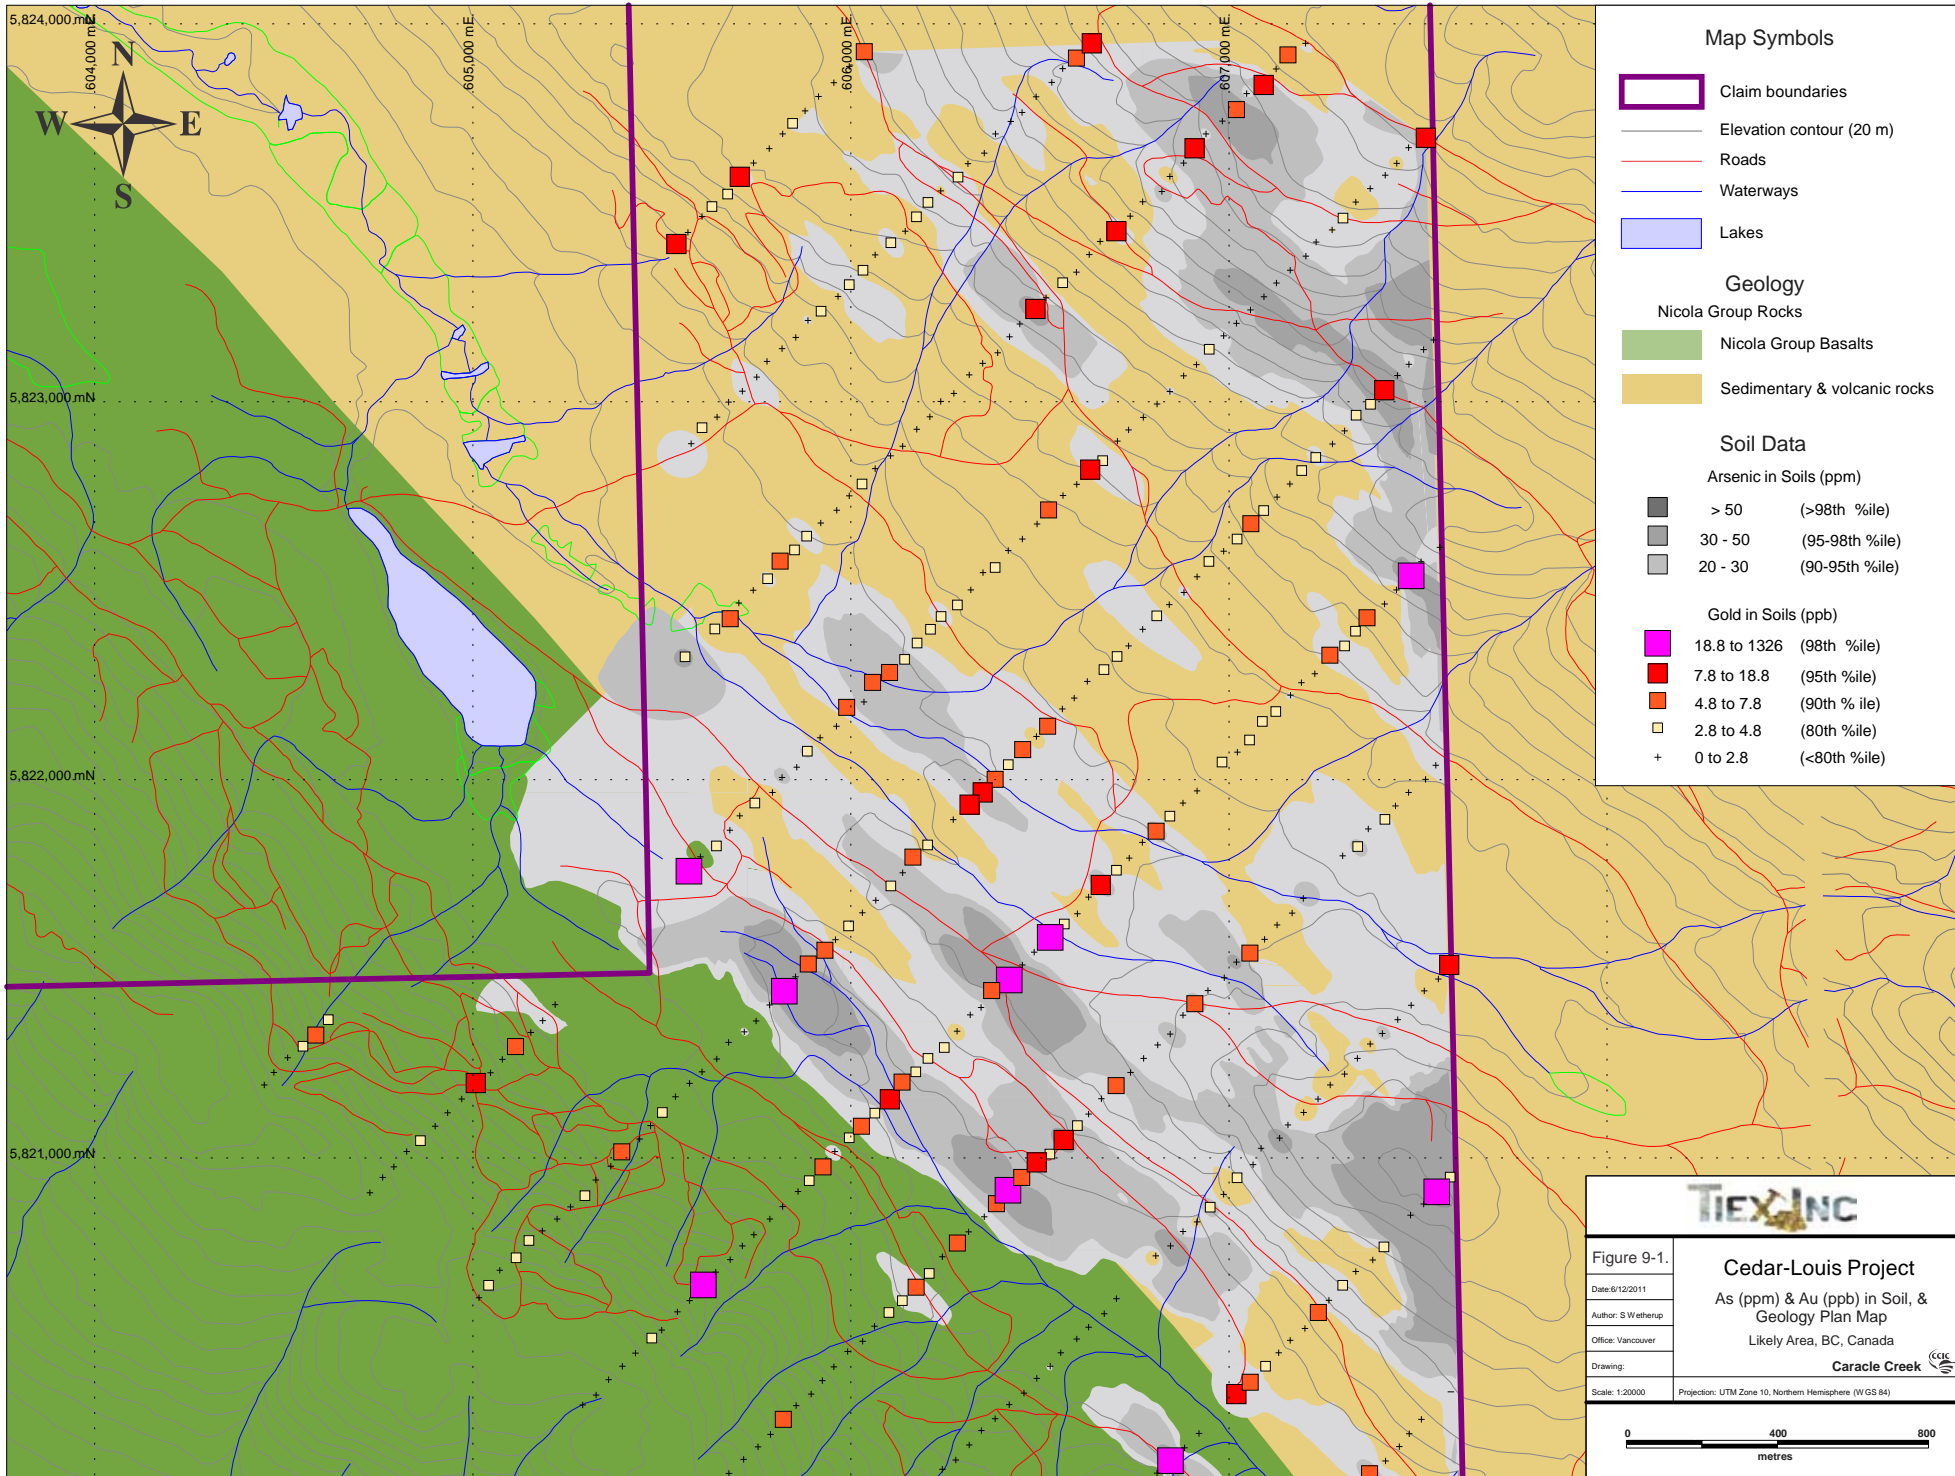 5,824,000 mN
604,000 mE
605,000 mE
606,000 mE
607,000 mE
N
W
E
S
5,823,000 mN
5,822,000 mN
5,821,000 mN
Map Symbols
Claim boundaries
Elevation contour (20 m)
Roads
Waterways
Lakes
Geology
Nicola Group Rocks
Nicola Group Basalts
Sedimentary & volcanic rocks
Soil Data
Arsenic in Soils (ppm)
> 50 (>98th %ile)
30 - 50 (95-98th %ile)
20 - 30 (90-95th %ile)
Gold in Soils (ppb)
18.8 to 1326 (98th %ile)
7.8 to 18.8 (95th %ile)
4.8 to 7.8 (90th % ile)
2.8 to 4.8 (80th %ile)
0 to 2.8 (<80th %ile)
TIEX INC
Figure 9-1.
Date:6/12/2011
Author: S Wetherup
Office: Vancouver
Drawing:
Scale: 1:20000
Cedar-Louis Project
As (ppm) & Au (ppb) in Soil, &
Geology Plan Map
Likely Area, BC, Canada
Caracle Creek
CCIC
Projection: UTM Zone 10, Northern Hemisphere (WGS 84)
0 400 800
metres